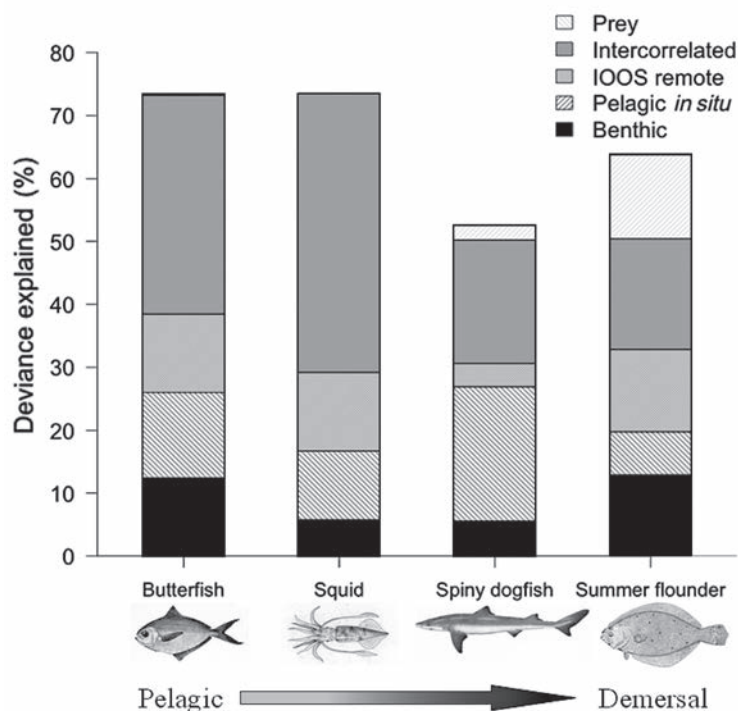 Prey
Intercorrelated
IOOS remote
Pelagic in situ
Benthic
Deviance explained (%)
80
70
60
50
40
30
20
10
0
Butterfish Squid Spiny dogfish Summer flounder
Pelagic Demersal